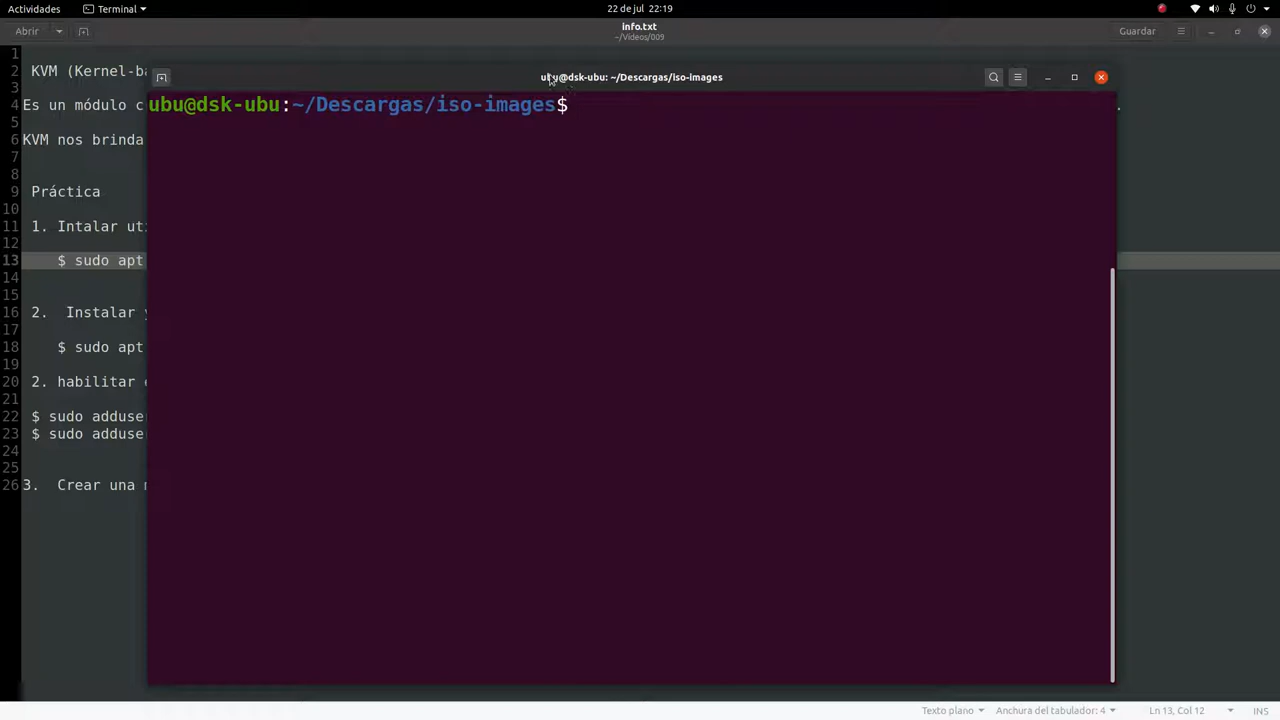 Actividades Terminal 22 de jul 22:19
Abrir info.txt Guardar
~/Vídeos/009
ubu@dsk-ubu: ~/Descargas/iso-images
ubu@dsk-ubu:~/Descargas/iso-images$
1
2 KVM (Kernel-ba
3
4 Es un módulo
5
6 KVM nos brinda
7
8
9 Práctica
10
11 1. Intalar uti
12
13 $ sudo apt
14
15
16 2. Instalar
17
18 $ sudo apt
19
20 2. habilitar
21
22 $ sudo adduse
23 $ sudo adduse
24
25
26 3. Crear una
Texto plano Anchura del tabulador: 4 Ln 13, Col 12 INS